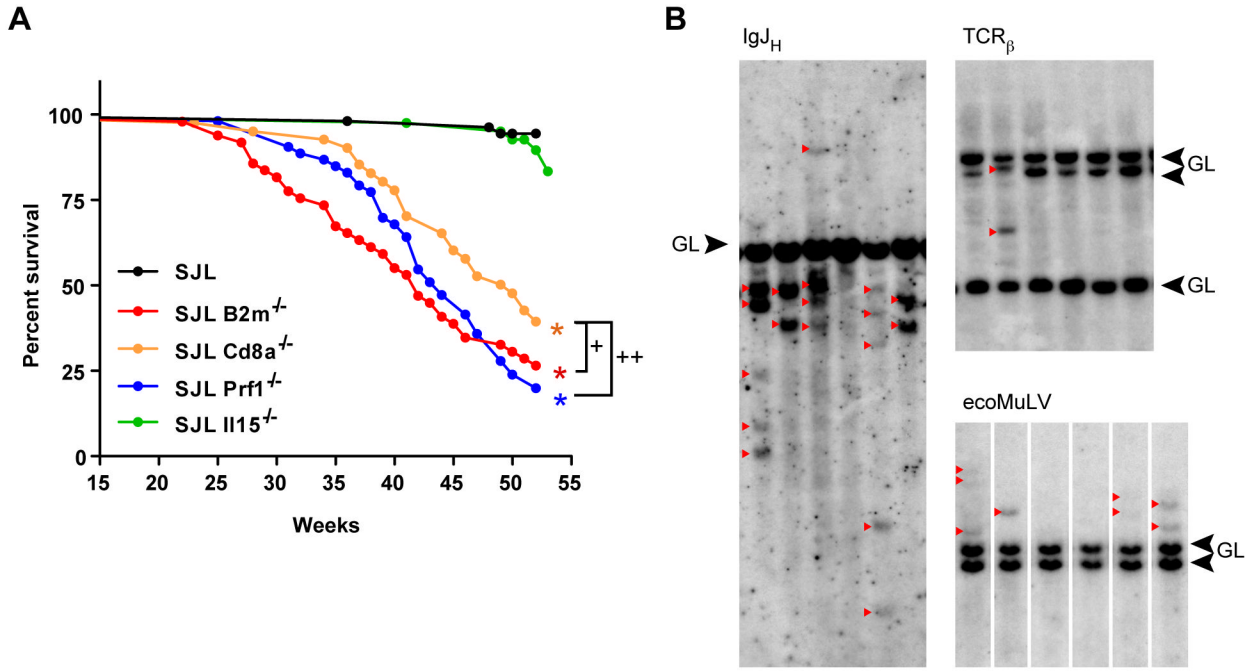 A
Percent survival
100
75
50
25
0
SJL
SJL B2m-/-
SJL Cd8a-/-
SJL Prf1-/-
SJL Il15-/-
*
*
*
+
++
15 20 25 30 35 40 45 50 55
Weeks
B
IgJH
GL
TCRβ
GL
GL
ecoMuLV
GL